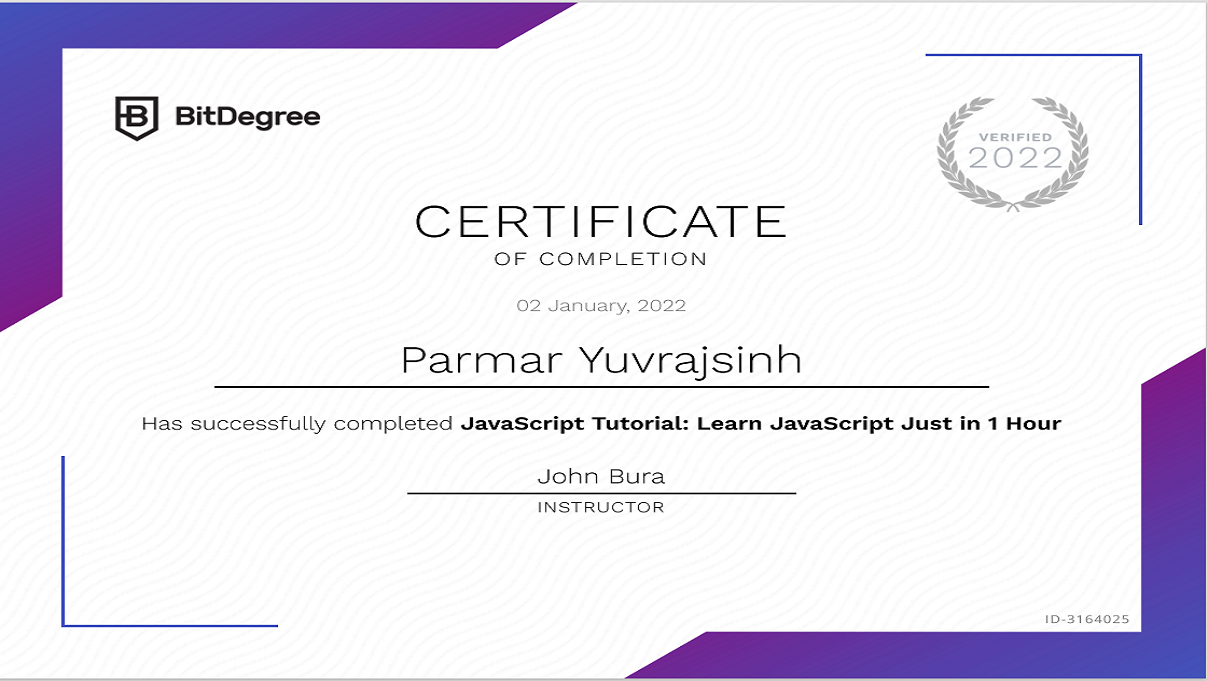 BitDegree
VERIFIED
2022
CERTIFICATE
OF COMPLETION
02 January, 2022
Parmar Yuvrajsinh
Has successfully completed JavaScript Tutorial: Learn JavaScript Just in 1 Hour
John Bura
INSTRUCTOR
ID-3164025